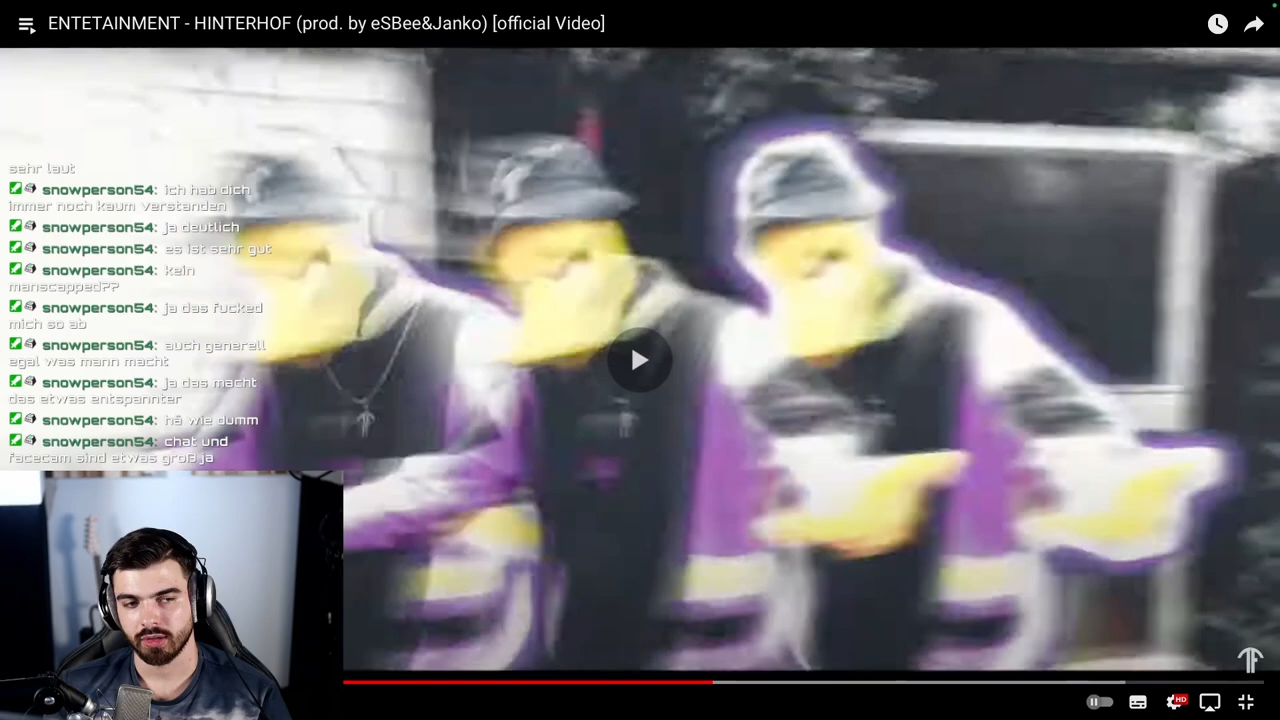 ENTETAINMENT - HINTERHOF (prod. by eSBee&Janko) [official Video]
sehr laut
snowperson54: ich hab dich
immer noch kaum verstanden
snowperson54: ja deutlich
snowperson54: es ist sehr gut
snowperson54: kein
manscapped??
snowperson54: ja das fucked
mich so ab
snowperson54: auch generell
egal was mann macht
snowperson54: ja das macht
das etwas entspannter
snowperson54: hä wie dumm
snowperson54: chat und
facecam sind etwas groß ja
HD